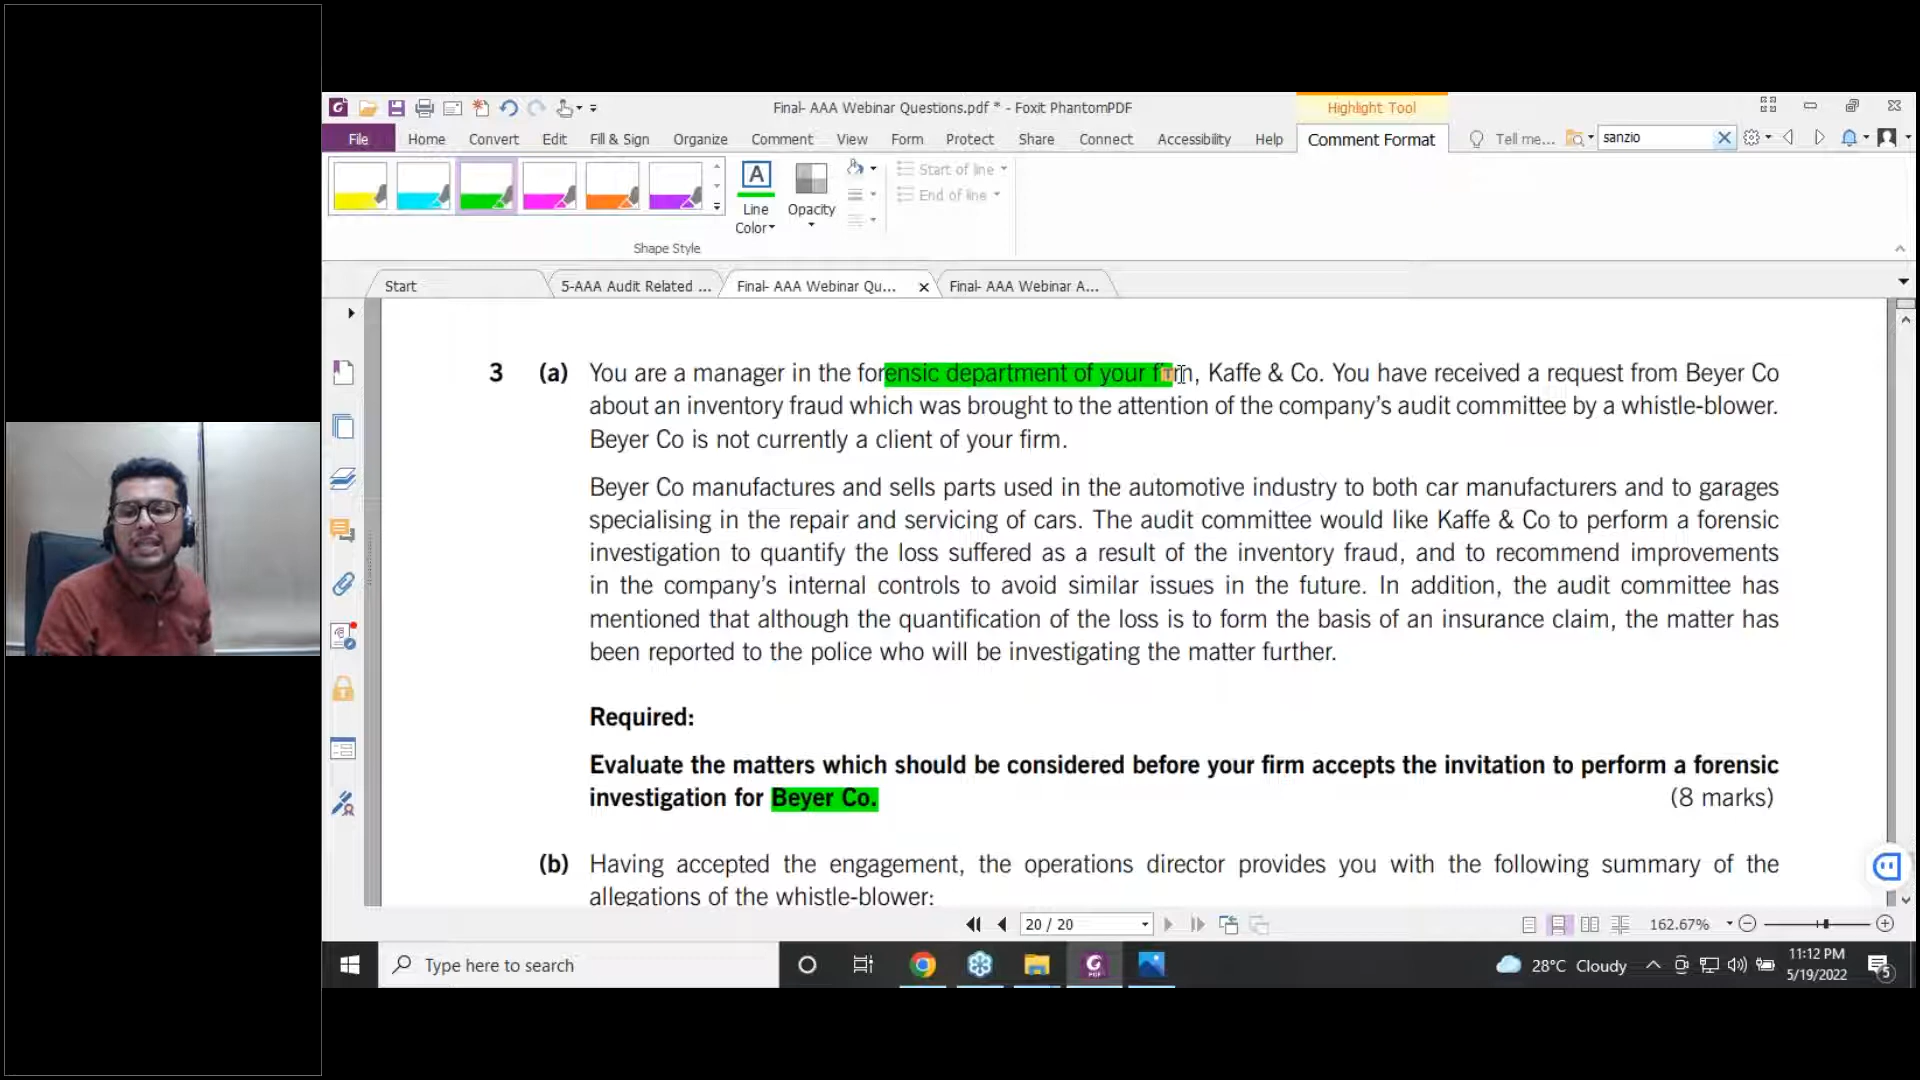 Final- AAA Webinar Questions.pdf * - Foxit PhantomPDF
Highlight Tool
File Home Convert Edit Fill & Sign Organize Comment View Form Protect Share Connect Accessibility Help Comment Format Tell me... sanzio
Start of line
End of line
Line Color
Opacity
Shape Style
Start
5-AAA Audit Related ...
Final- AAA Webinar Qu...
Final- AAA Webinar A...
3 (a) You are a manager in the forensic department of your firm, Kaffe & Co. You have received a request from Beyer Co
about an inventory fraud which was brought to the attention of the company's audit committee by a whistle-blower.
Beyer Co is not currently a client of your firm.
Beyer Co manufactures and sells parts used in the automotive industry to both car manufacturers and to garages
specialising in the repair and servicing of cars. The audit committee would like Kaffe & Co to perform a forensic
investigation to quantify the loss suffered as a result of the inventory fraud, and to recommend improvements
in the company's internal controls to avoid similar issues in the future. In addition, the audit committee has
mentioned that although the quantification of the loss is to form the basis of an insurance claim, the matter has
been reported to the police who will be investigating the matter further.
Required:
Evaluate the matters which should be considered before your firm accepts the invitation to perform a forensic
investigation for Beyer Co. (8 marks)
(b) Having accepted the engagement, the operations director provides you with the following summary of the
allegations of the whistle-blower:
20 / 20
162.67%
Type here to search
28°C Cloudy
11:12 PM
5/19/2022
5